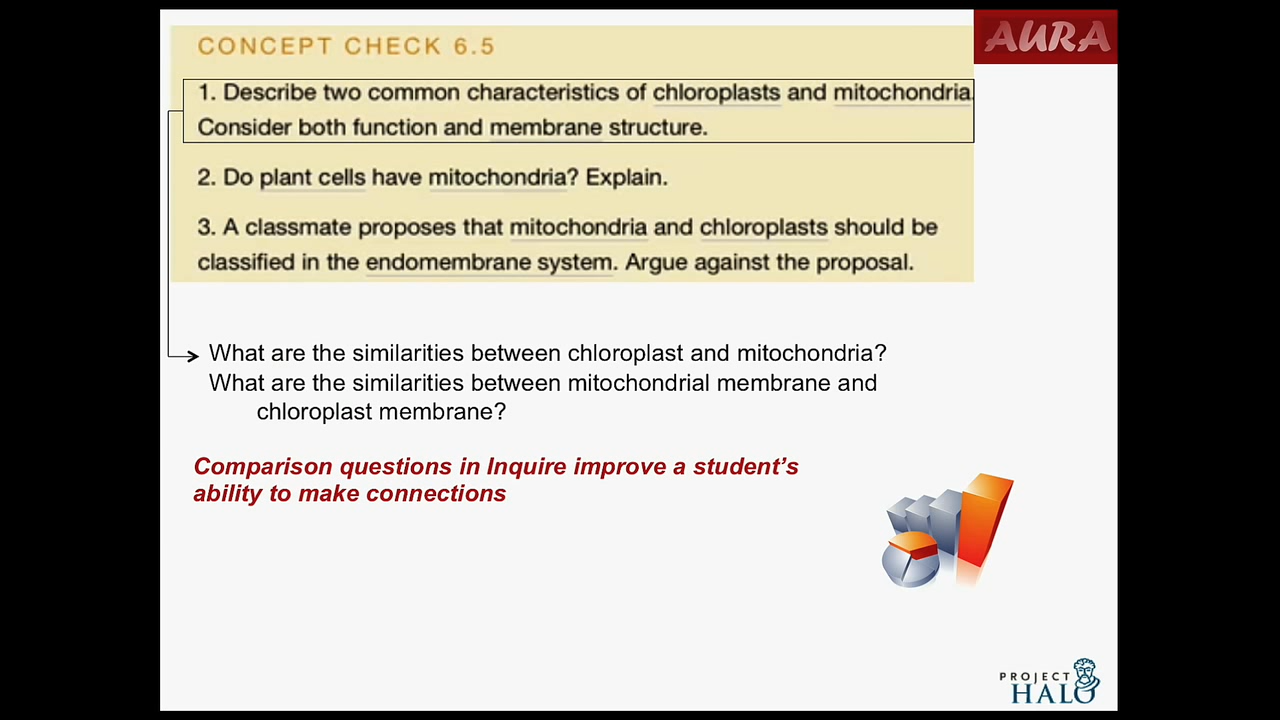 CONCEPT CHECK 6.5
AURA
1. Describe two common characteristics of chloroplasts and mitochondria.
Consider both function and membrane structure.
2. Do plant cells have mitochondria? Explain.
3. A classmate proposes that mitochondria and chloroplasts should be
classified in the endomembrane system. Argue against the proposal.
What are the similarities between chloroplast and mitochondria?
What are the similarities between mitochondrial membrane and
chloroplast membrane?
Comparison questions in Inquire improve a student's
ability to make connections
PROJECT
HALO